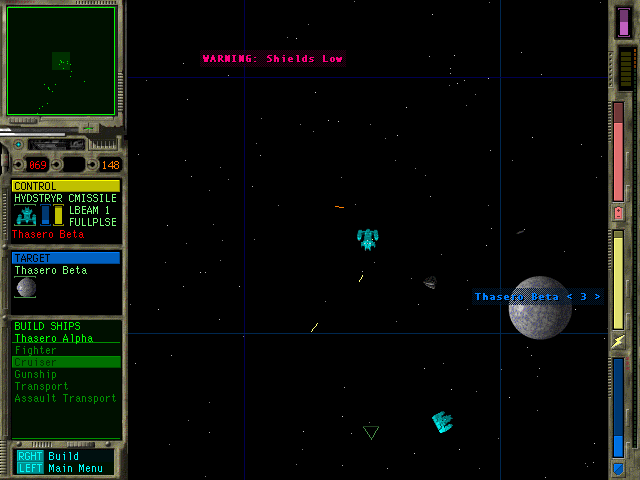 WARNING: Shields Low
069
148
CONTROL
HVDSTRYR CMISSILE
LBEAM 1
FULLPLSE
Thasero Beta
TARGET
Thasero Beta
Thasero Beta < 3 >
BUILD SHIPS
Thasero Alpha
Fighter
Cruiser
Gunship
Transport
Assault Transport
RGHT Build
LEFT Main Menu